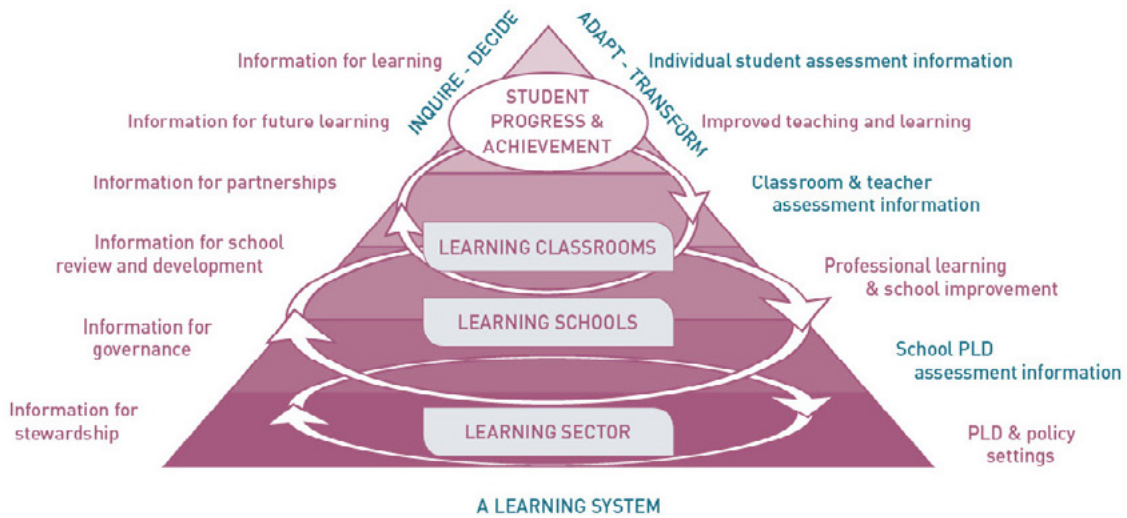 INQUIRE - DECIDE
ADAPT - TRANSFORM
Information for learning
Individual student assessment information
STUDENT
PROGRESS &
ACHIEVEMENT
Information for future learning
Improved teaching and learning
Information for partnerships
Classroom & teacher
assessment information
Information for school
review and development
LEARNING CLASSROOMS
Professional learning
& school improvement
Information for
governance
LEARNING SCHOOLS
School PLD
assessment information
Information for
stewardship
LEARNING SECTOR
PLD & policy
settings
A LEARNING SYSTEM